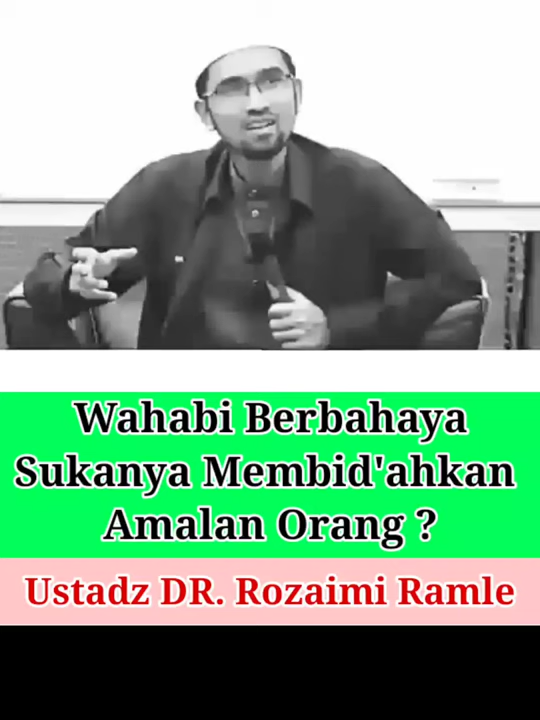 Wahabi Berbahaya
Sukanya Membid'ahkan
Amalan Orang ?
Ustadz DR. Rozaimi Ramle